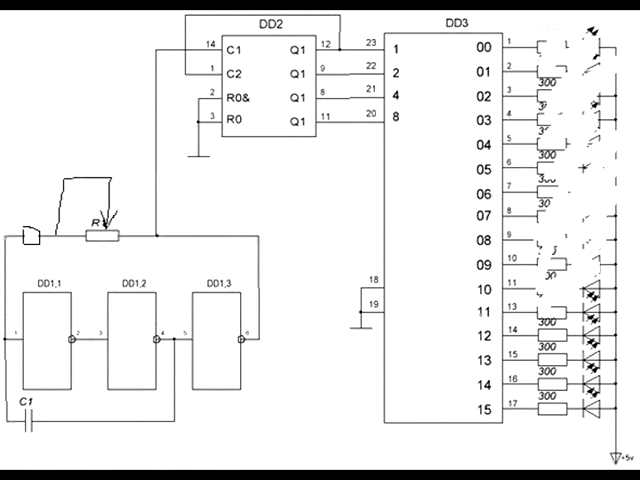 DD2
DD3
14 C1 Q1 12 23 1 00 1
1 C2 Q1 9 22 2 01 2
300
2 R0& Q1 8 21 4 02 3
3 R0 Q1 11 20 8 03 4
04 5
300
05 6
06 7
30
07 8
08 9
09 10
18 10 11
19 11 13
300
12 14
300
13 15
300
14 16
300
15 17
DD1,1 DD1,2 DD1,3
1 2 3 4 5 6
C1
+5v